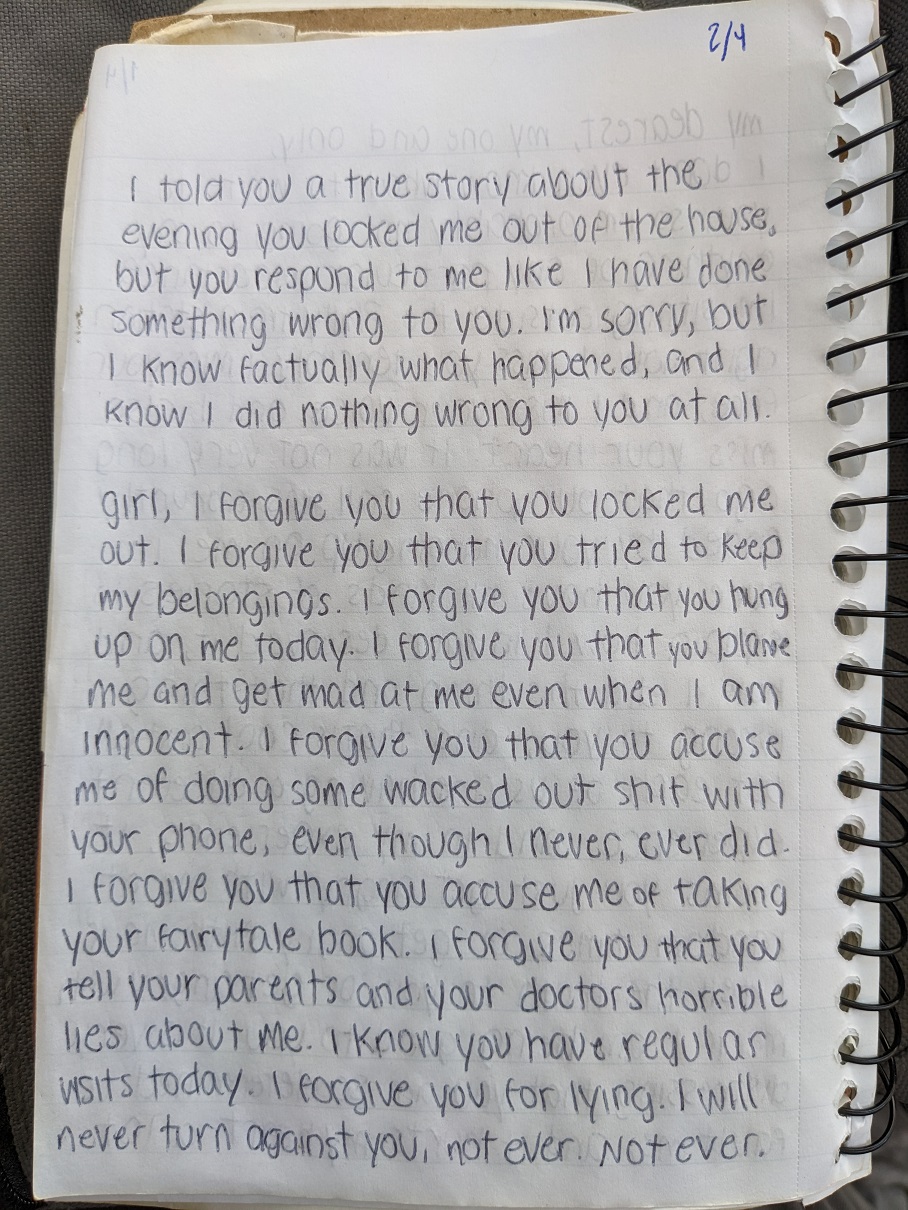 2/4
I told you a true story about the
evening you locked me out of the house,
but you respond to me like I have done
something wrong to you. I'm sorry, but
I know factually what happened, and I
know I did nothing wrong to you at all.
girl, I forgive you that you locked me
out. I forgive you that you tried to keep
my belongings. I forgive you that you hung
up on me today. I forgive you that you blame
me and get mad at me even when I am
innocent. I forgive you that you accuse
me of doing some wacked out shit with
your phone, even though I never, ever did.
I forgive you that you accuse me of taking
your fairytale book. I forgive you that you
tell your parents and your doctors horrible
lies about me. I know you have regular
visits today. I forgive you for lying. I will
never turn against you, not ever. Not ever.